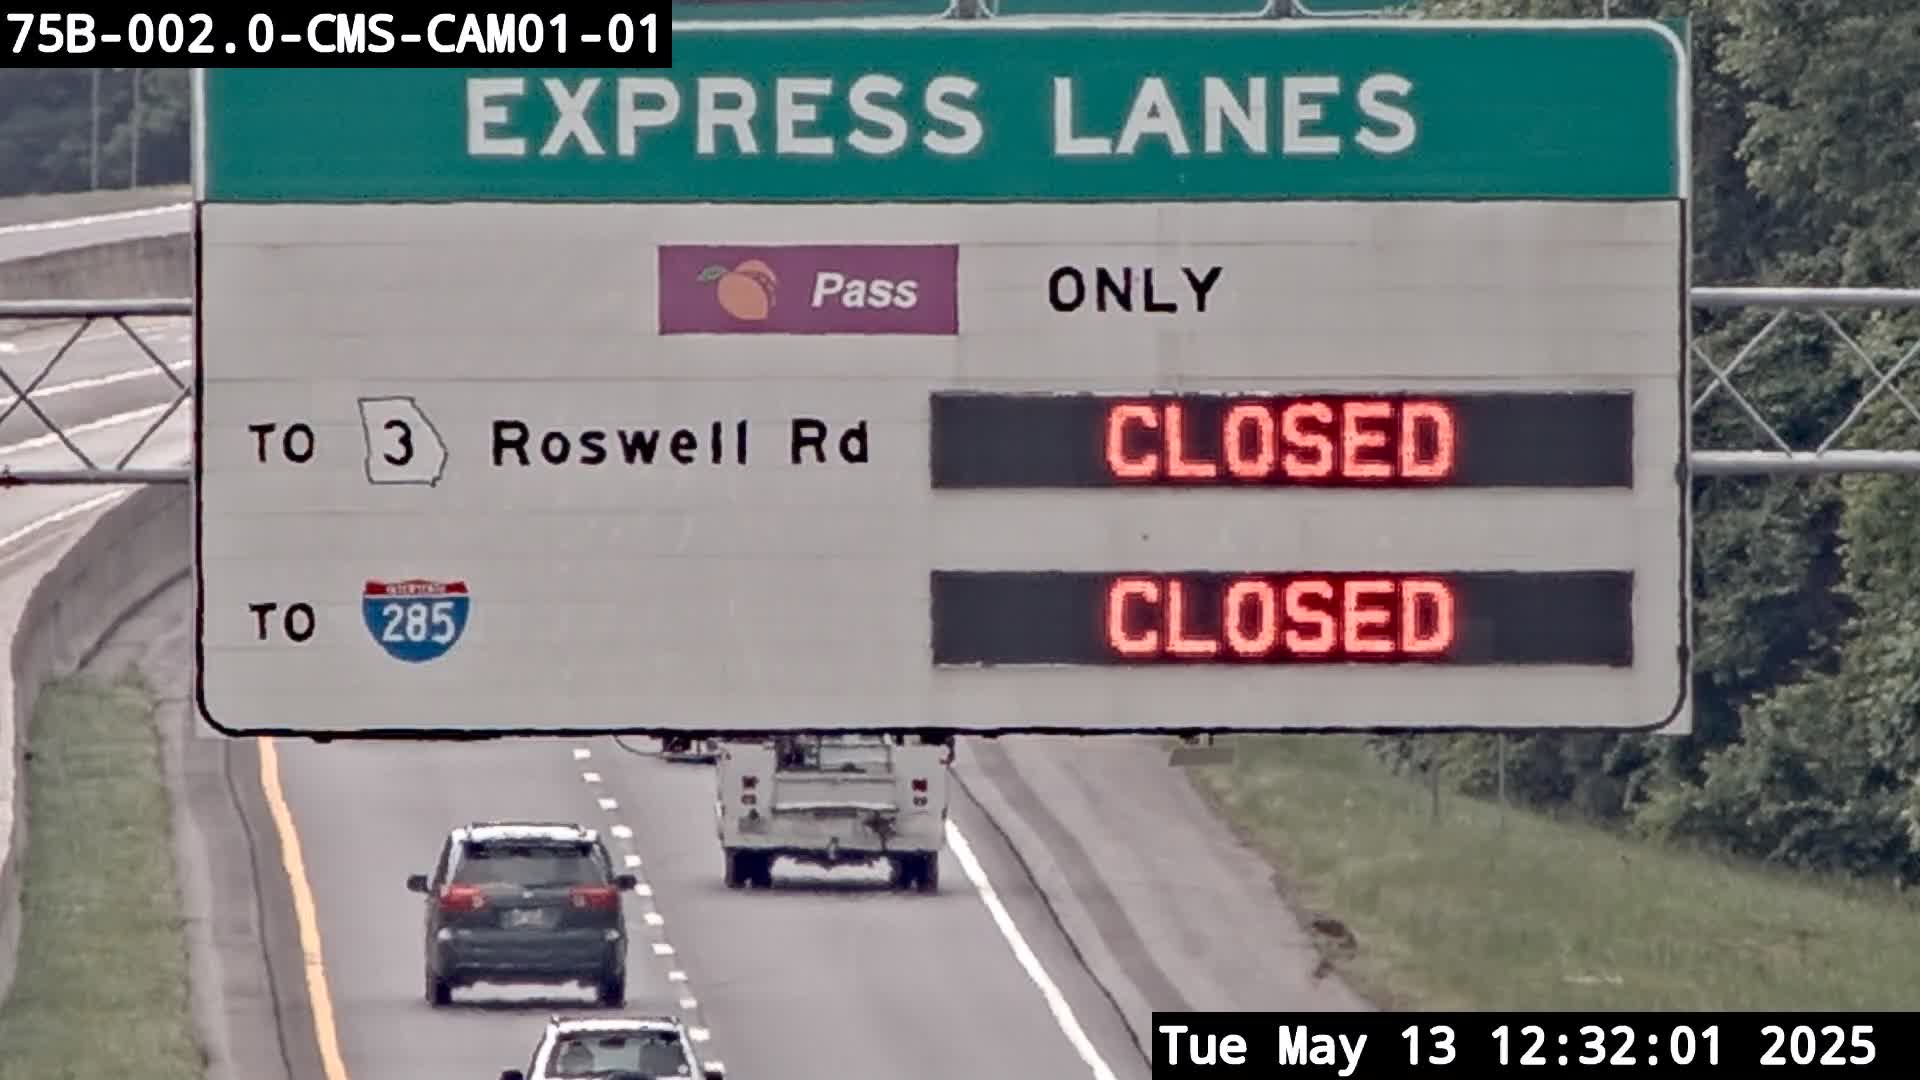 75B-002.0-CMS-CAM01-01
EXPRESS LANES
Pass ONLY
TO 3 Roswell Rd CLOSED
TO INTERSTATE 285 CLOSED
Tue May 13 12:32:01 2025